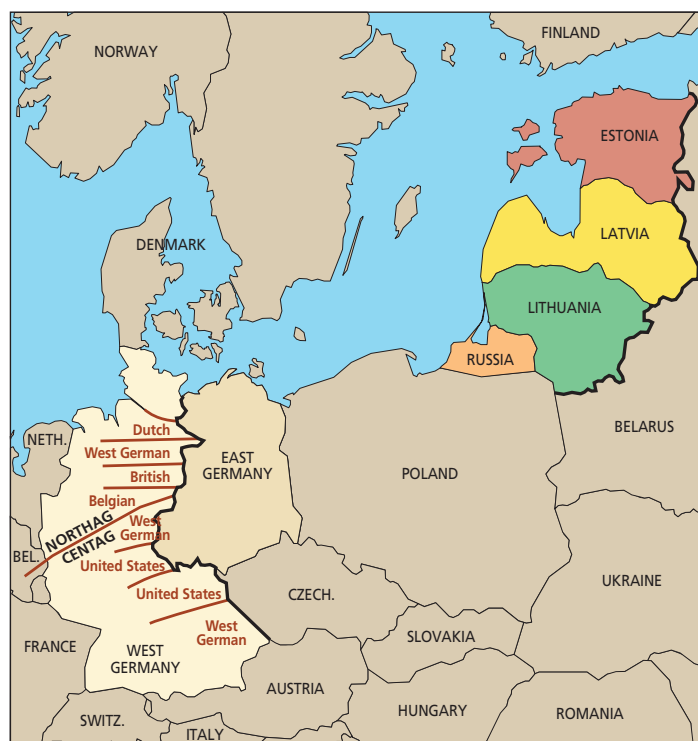 NORWAY
FINLAND
ESTONIA
LATVIA
DENMARK
LITHUANIA
RUSSIA
BELARUS
NETH.
Dutch
West German
British
Belgian
EAST
GERMANY
POLAND
NORTHAG
CENTAG
West
German
BEL.
United States
United States
CZECH.
UKRAINE
West
German
SLOVAKIA
FRANCE
WEST
GERMANY
AUSTRIA
HUNGARY
ROMANIA
SWITZ.
ITALY